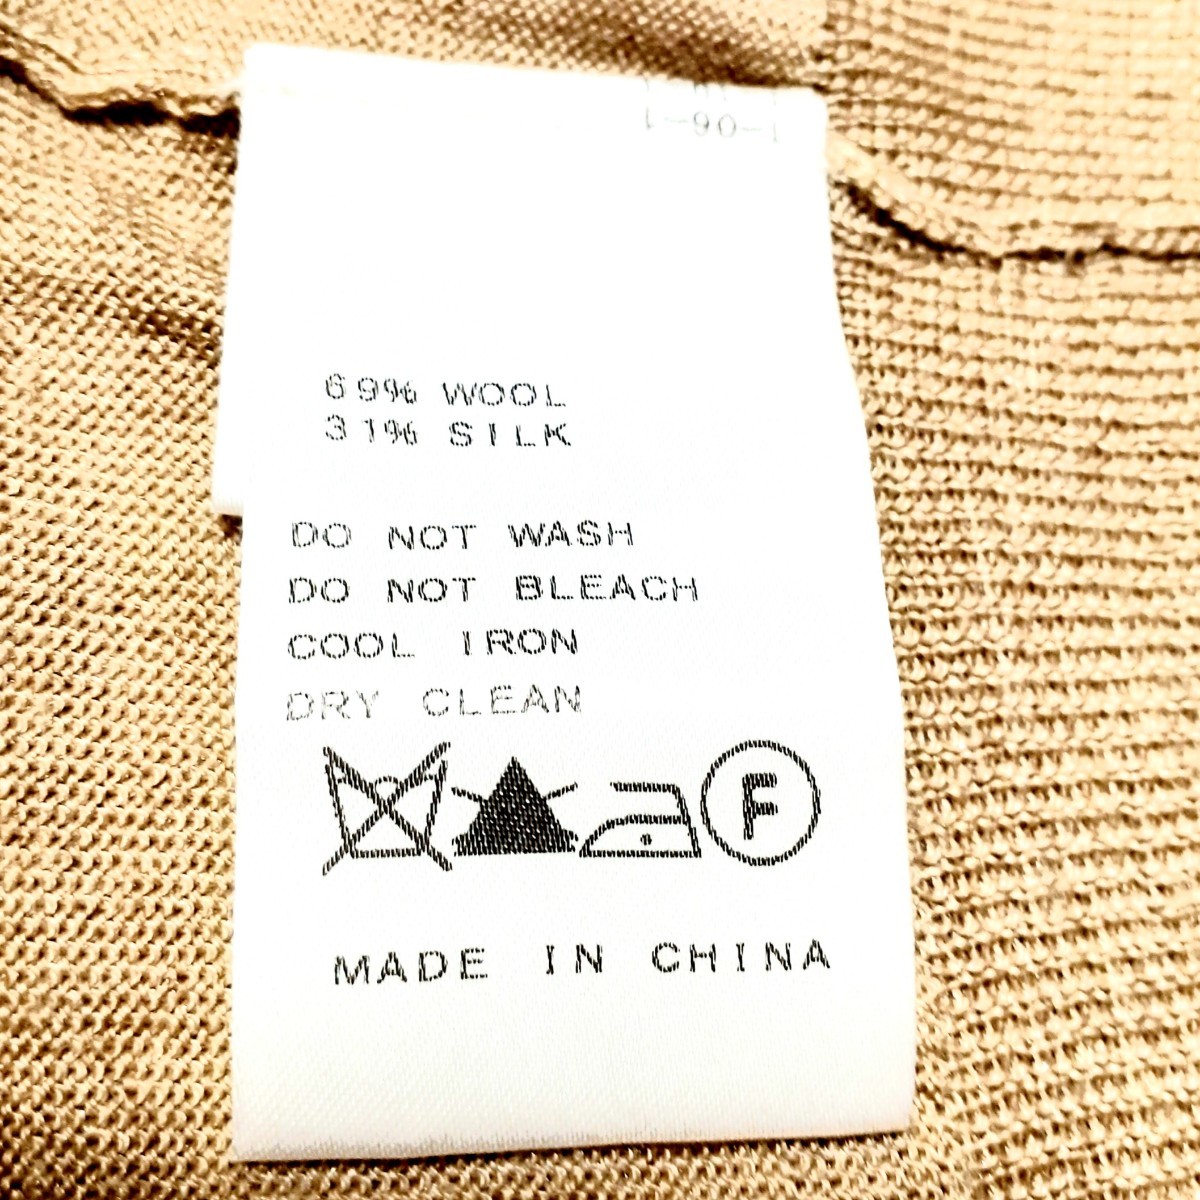 69% WOOL
31% SILK
DO NOT WASH
DO NOT BLEACH
COOL IRON
DRY CLEAN
F
MADE IN CHINA